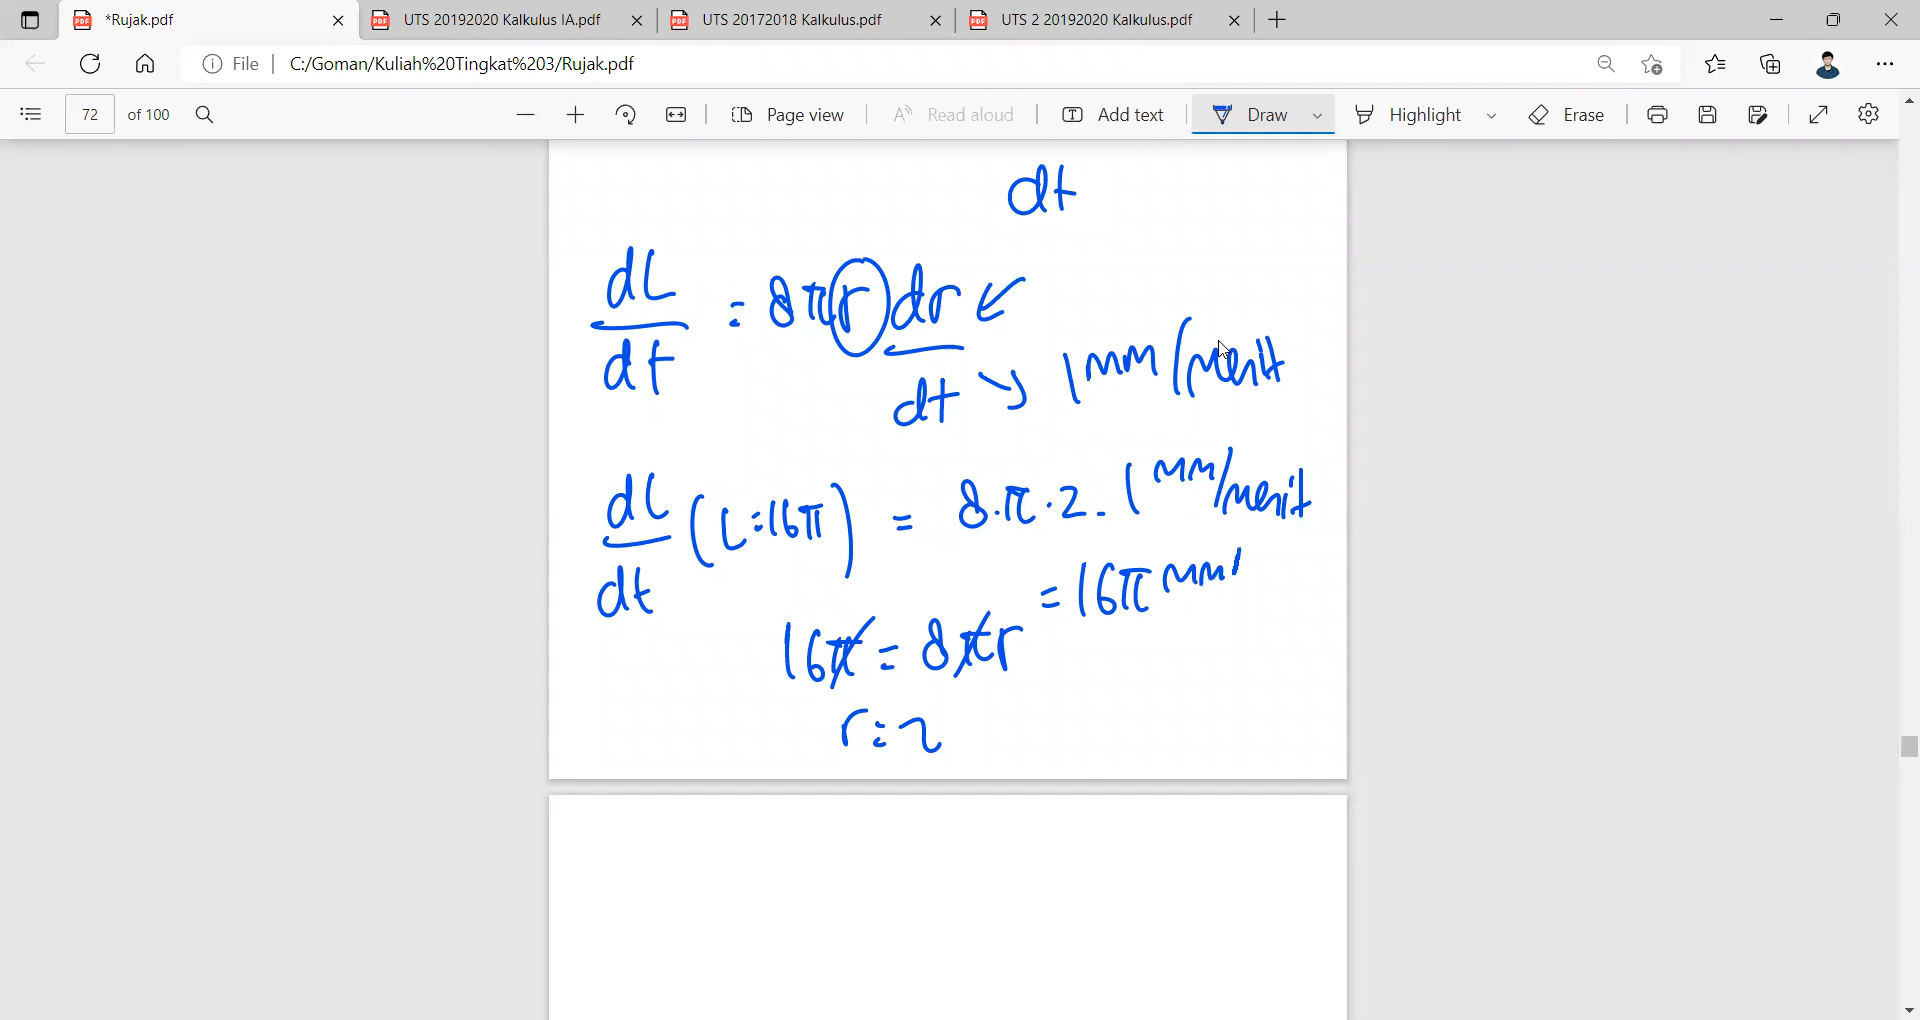 *Rujak.pdf
UTS 20192020 Kalkulus IA.pdf
UTS 20172018 Kalkulus.pdf
UTS 2 20192020 Kalkulus.pdf
File | C:/Goman/Kuliah%20Tingkat%203/Rujak.pdf
72 of 100
Page view
Read aloud
Add text
Draw
Highlight
Erase
dt
dL/dt = 8πr dr/dt → 1 mm/menit
dL/dt (L=16π) = 8.π.2. 1 mm/menit
= 16π mm
16π = 8πr
r = 2